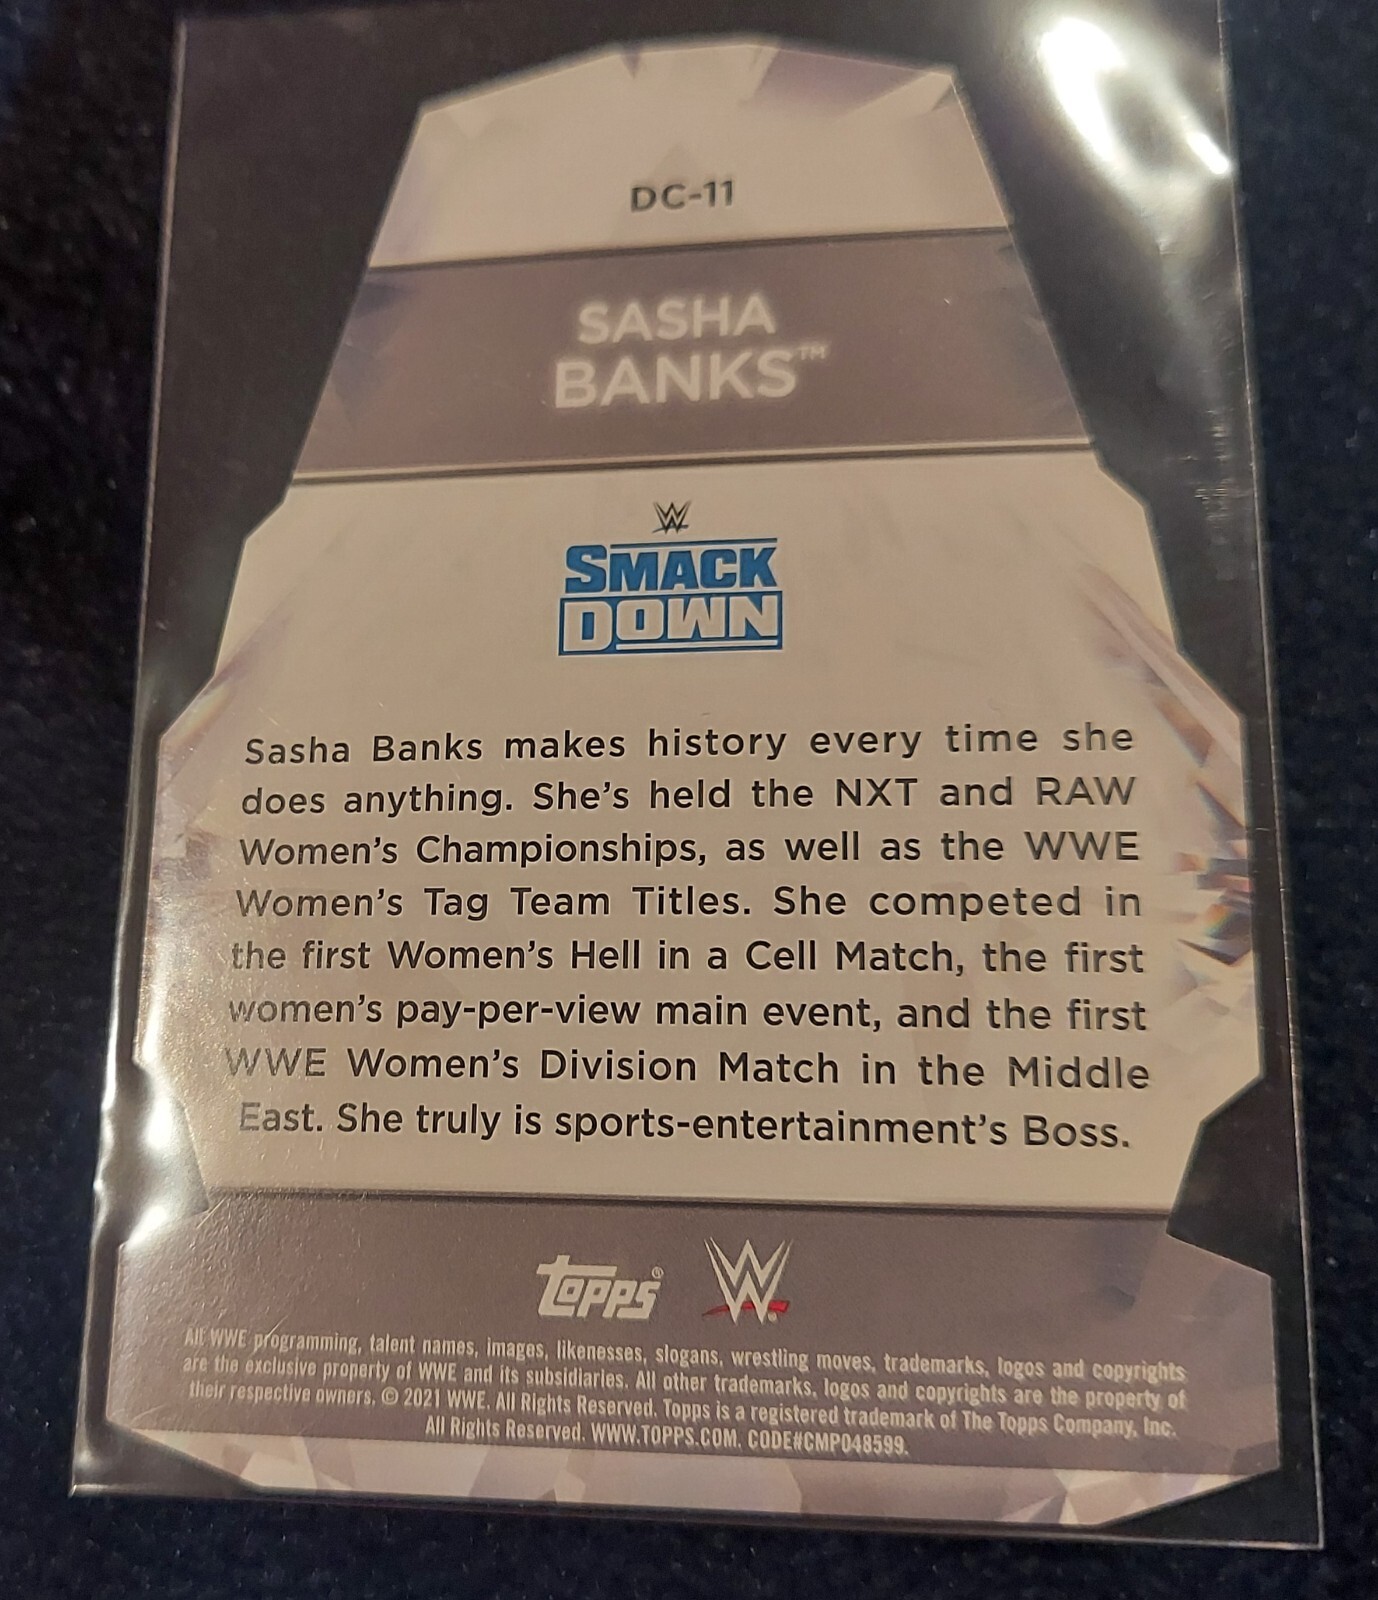 DC-11
SASHA
BANKS™
W
SMACK
DOWN
Sasha Banks makes history every time she
does anything. She's held the NXT and RAW
Women's Championships, as well as the WWE
Women's Tag Team Titles. She competed in
the first Women's Hell in a Cell Match, the first
women's pay-per-view main event, and the first
WWE Women's Division Match in the Middle
East. She truly is sports-entertainment's Boss.
topps® W®
All WWE programming, talent names, images, likenesses, slogans, wrestling moves, trademarks, logos and copyrights
are the exclusive property of WWE and its subsidiaries. All other trademarks, logos and copyrights are the property of
their respective owners. © 2021 WWE. All Rights Reserved. Topps is a registered trademark of The Topps Company, Inc.
All Rights Reserved. WWW.TOPPS.COM. CODE#CMP048599.